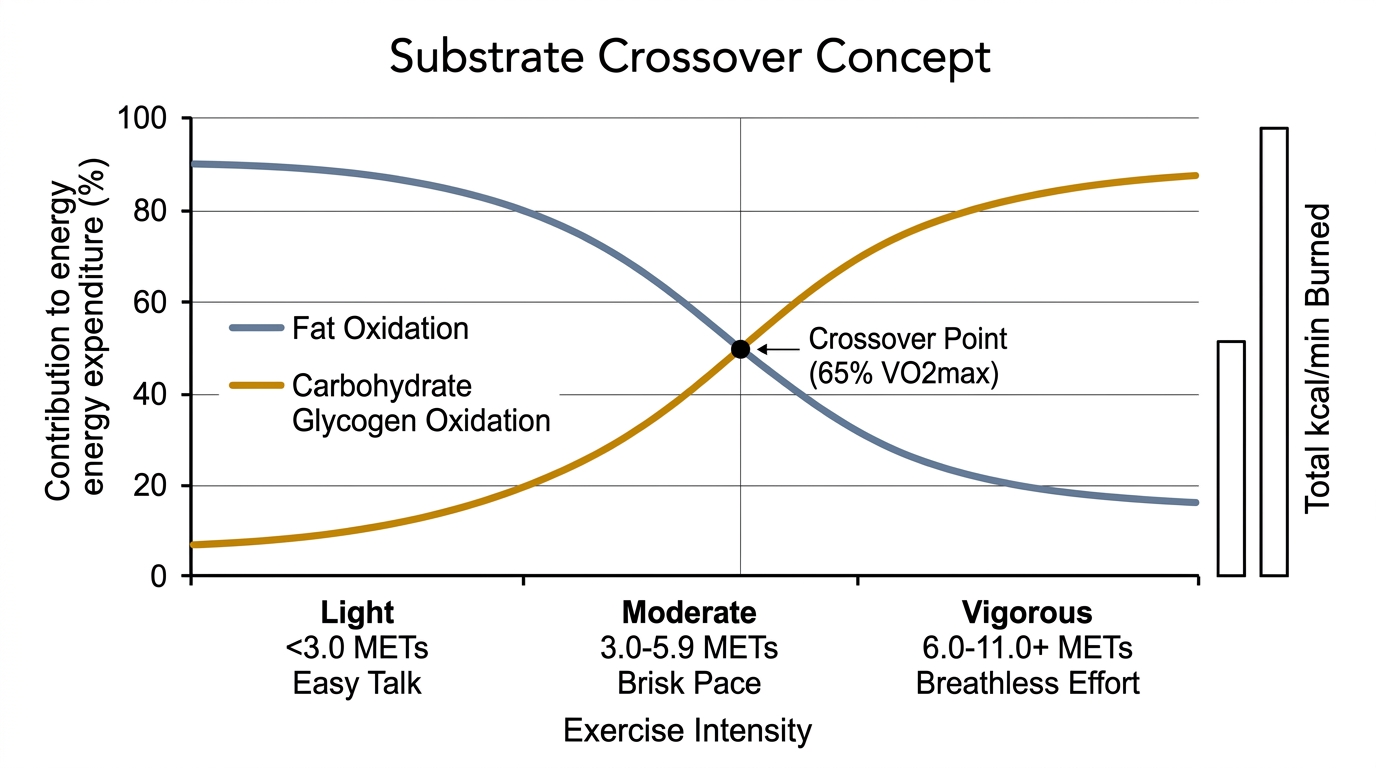 Substrate Crossover Concept
Contribution to energy
energy expenditure (%)
100
80
60
40
20
0
Fat Oxidation
Carbohydrate
Glycogen Oxidation
Crossover Point
(65% VO2max)
Total kcal/min Burned
Light
<3.0 METs
Easy Talk
Moderate
3.0-5.9 METs
Brisk Pace
Vigorous
6.0-11.0+ METs
Breathless Effort
Exercise Intensity